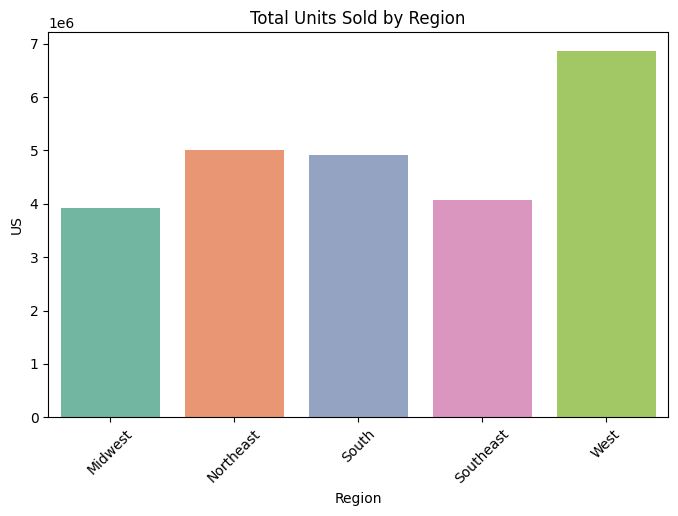 Total Units Sold by Region
1e6
7
6
5
4
3
2
1
0
US
Midwest
Northeast
South
Southeast
West
Region